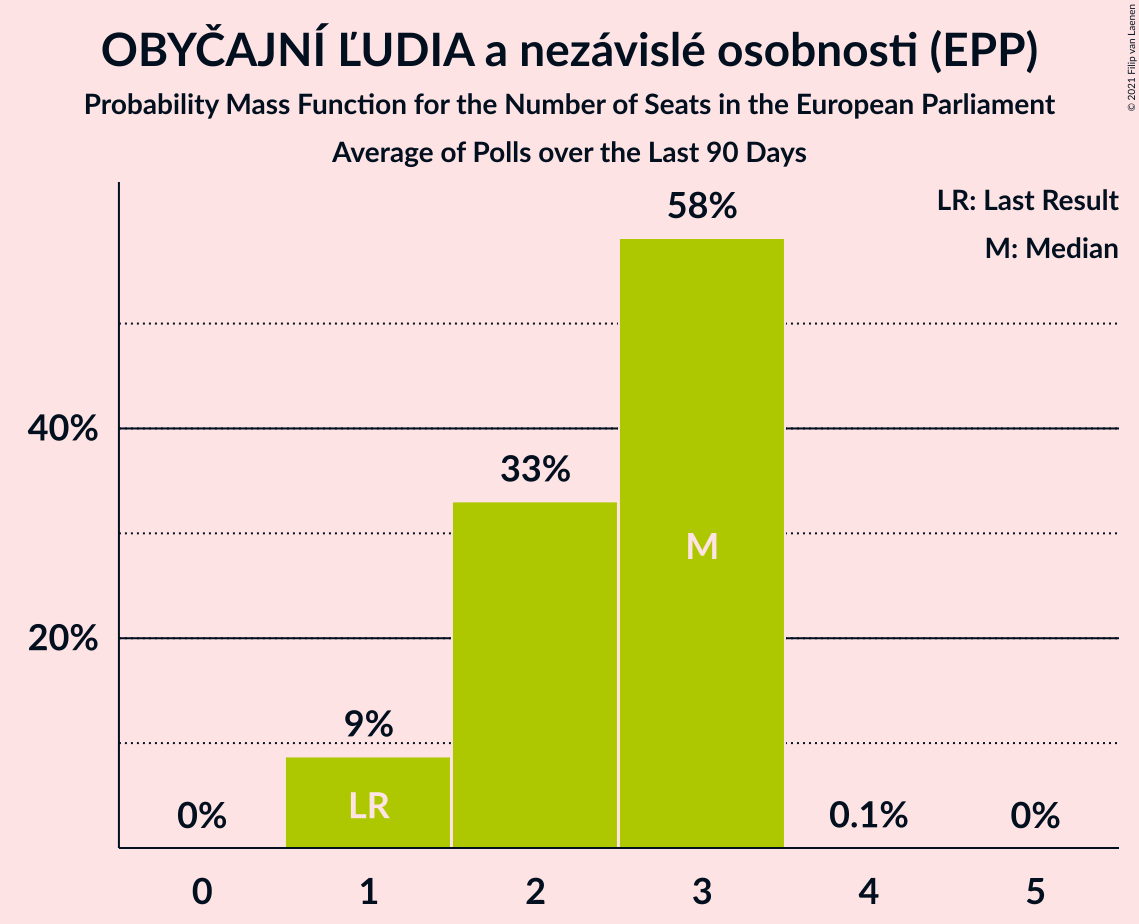 OBYČAJNÍ ĽUDIA a nezávislé osobnosti (EPP)
Probability Mass Function for the Number of Seats in the European Parliament
Average of Polls over the Last 90 Days
© 2021 Filip van Laenen
LR: Last Result
M: Median
58%
40%
33%
M
20%
9%
LR
0%
0.1%
0%
0 1 2 3 4 5